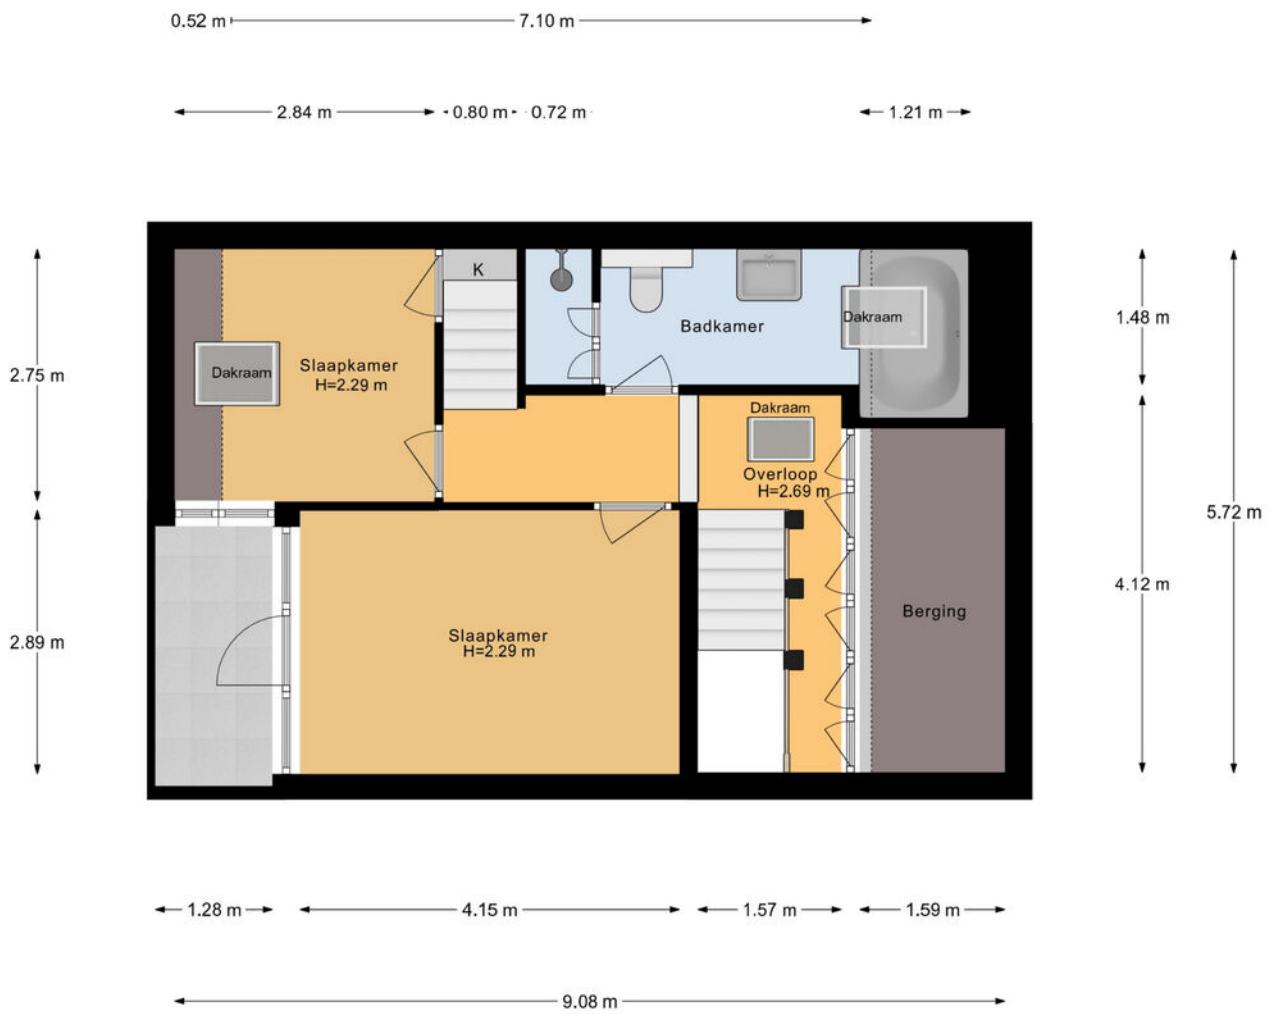 0.52 m 7.10 m
2.84 m 0.80 m 0.72 m 1.21 m
K
Dakraam
Slaapkamer
H=2.29 m
Badkamer
Dakraam
1.48 m
2.75 m
Dakraam
Overloop
H=2.69 m
5.72 m
4.12 m
Berging
Slaapkamer
H=2.29 m
2.89 m
1.28 m 4.15 m 1.57 m 1.59 m
9.08 m